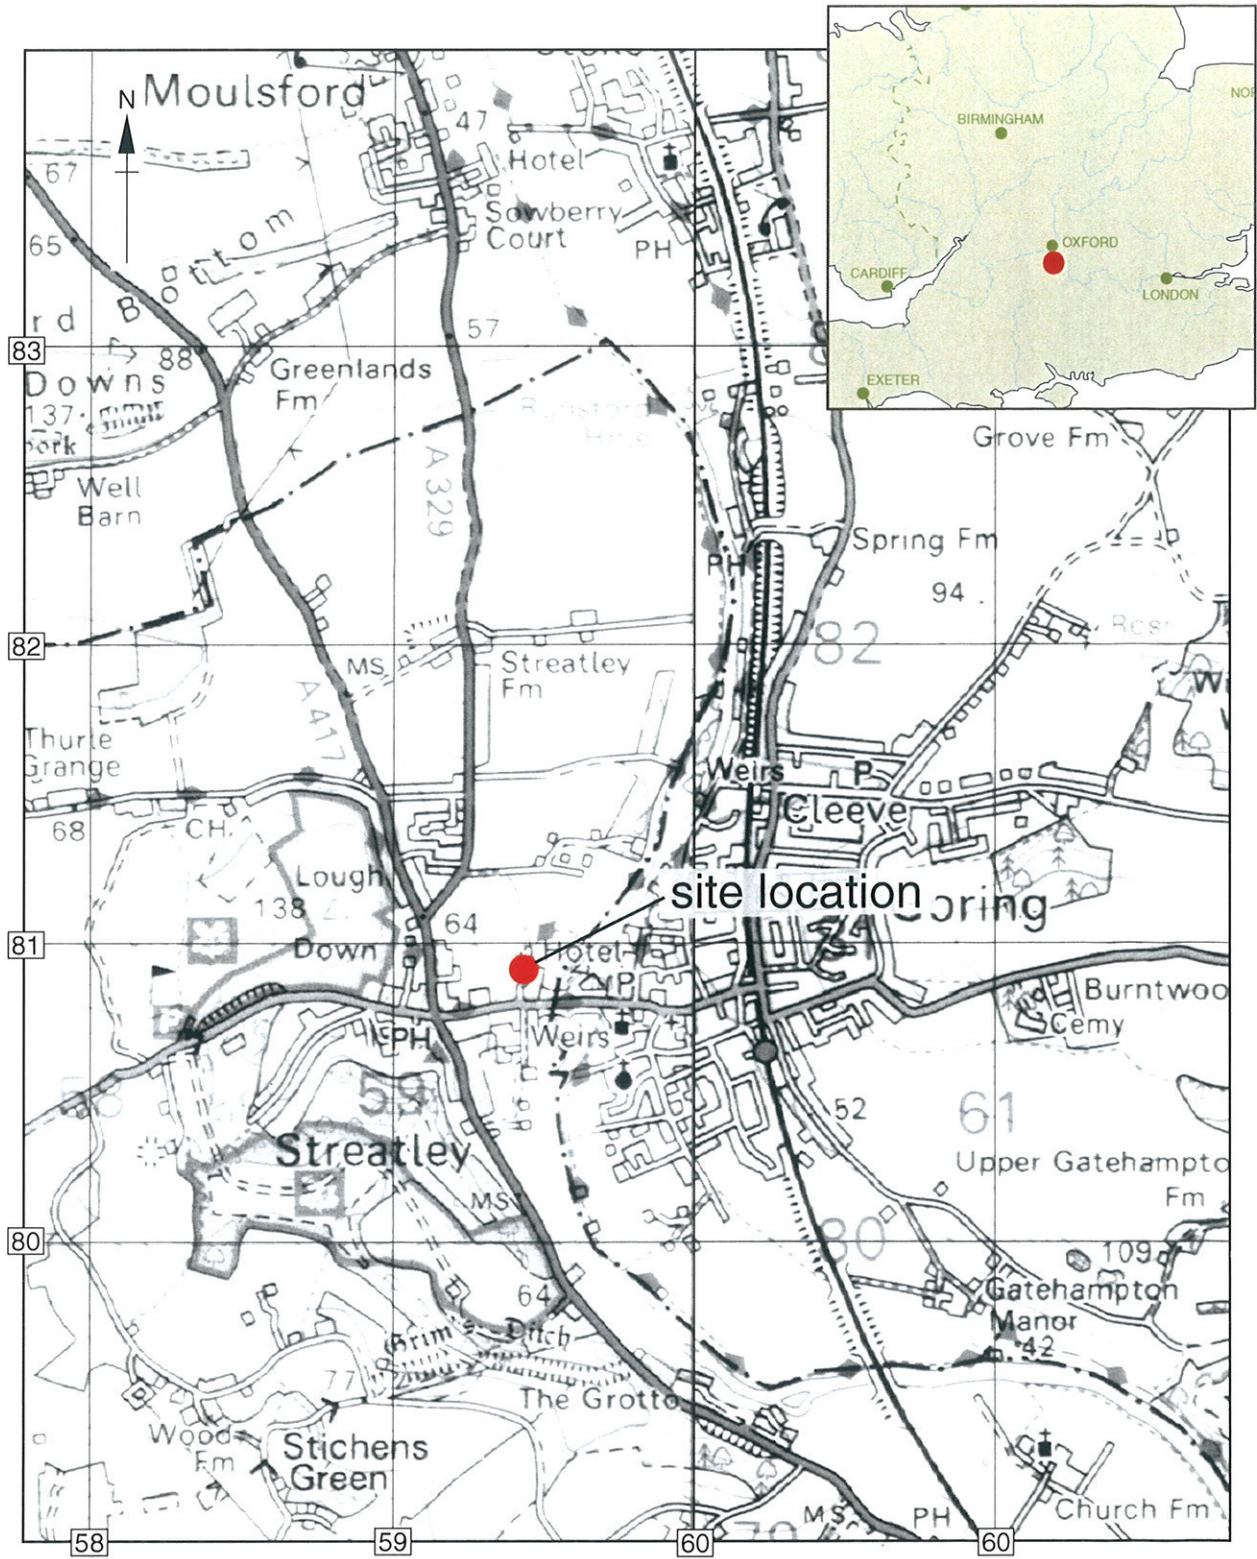 N
Moulsford
47
Hotel
67
Sowberry
Court
65
PH
Bottom
rd
57
83
88
Greenlands
Fm
Downs
137
ork
Well
Barn
A 329
PH
Spring Fm
94
Grove Fm
82
82
MS
Streatley
Fm
A 417
Thurle
Grange
Weirs
P
Cleeve
68
CH
Lough
138
Down
64
site location
oring
81
Hotel
P
Burntwoo
Cemy
PH
Weirs
59
52
61
Streatley
Upper Gatehampto
Fm
MS
80
80
109
Gatehampton
Manor
42
64
Grim's Ditch
77
The Grotto
Wood
Fm
Stichens
Green
MS
PH
Church Fm
58
59
60
60
BIRMINGHAM
NOR
OXFORD
CARDIFF
LONDON
EXETER